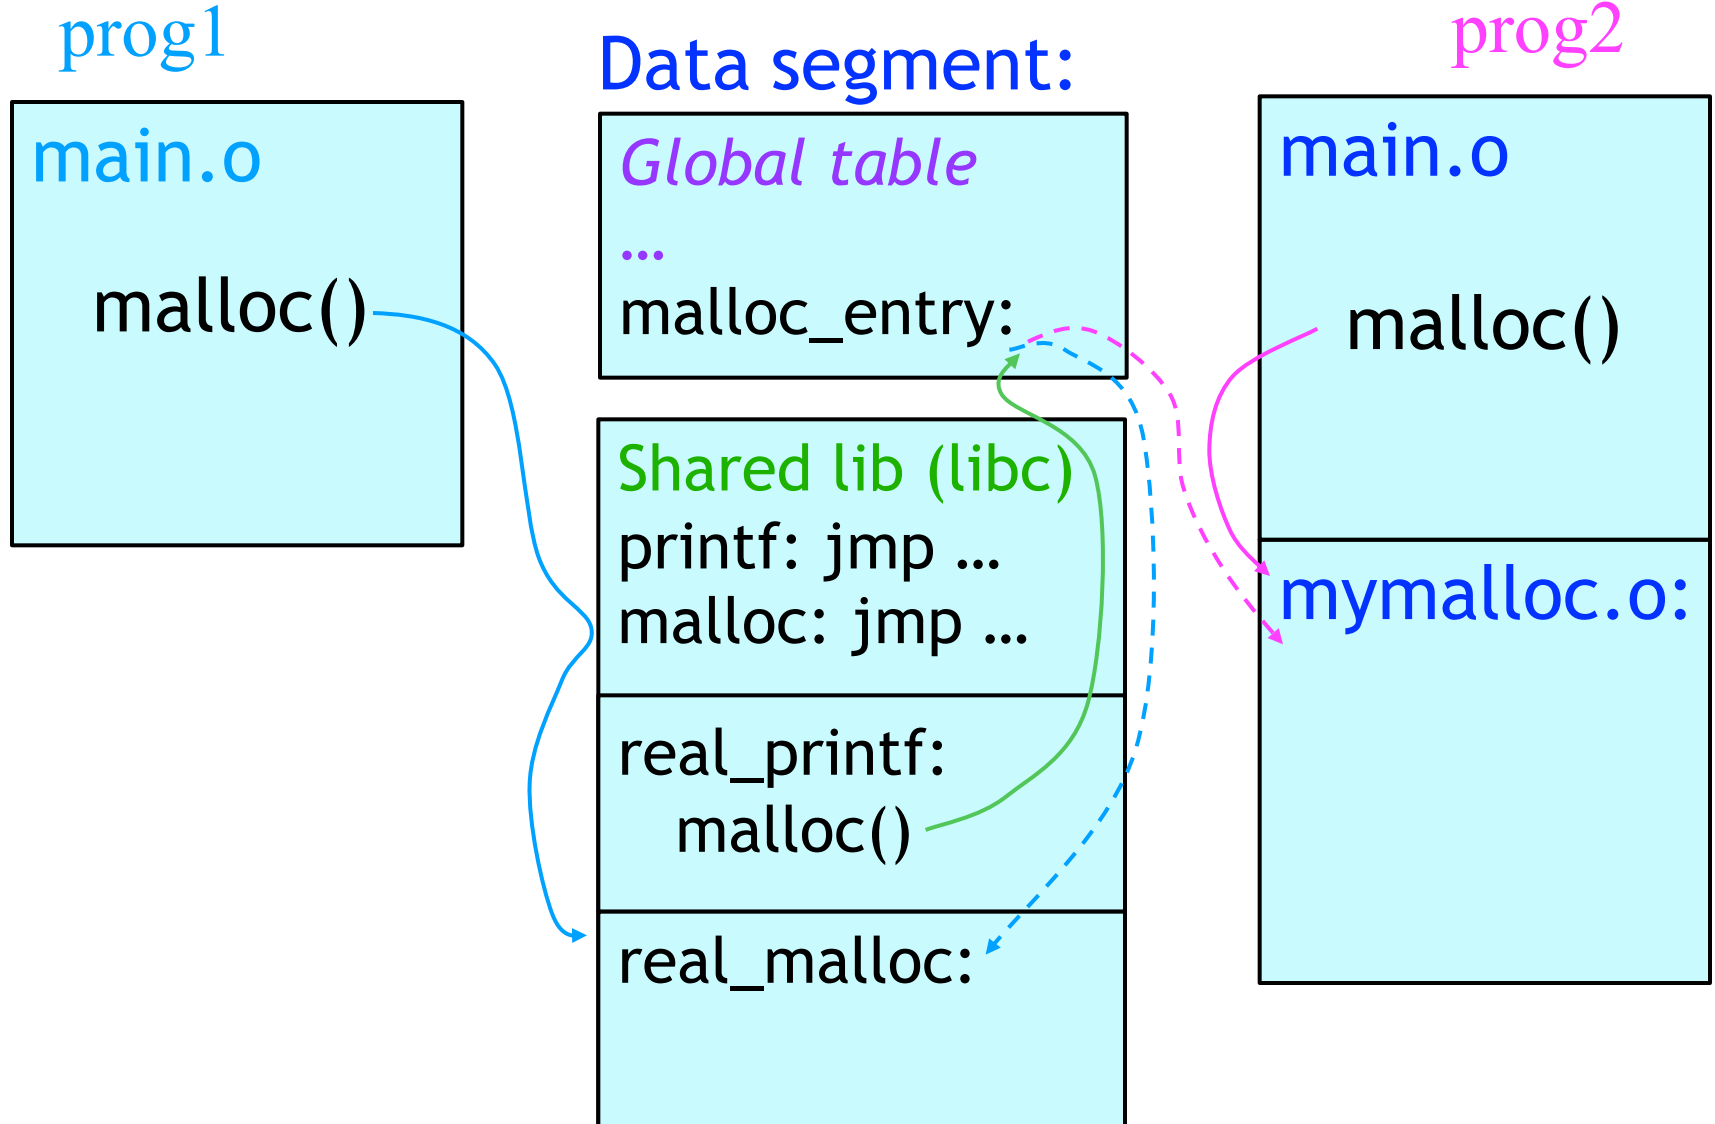 prog1
main.o
malloc()
Data segment:
Global table
…
malloc_entry:
Shared lib (libc)
printf: jmp …
malloc: jmp …
real_printf:
malloc()
real_malloc:
prog2
main.o
malloc()
mymalloc.o: